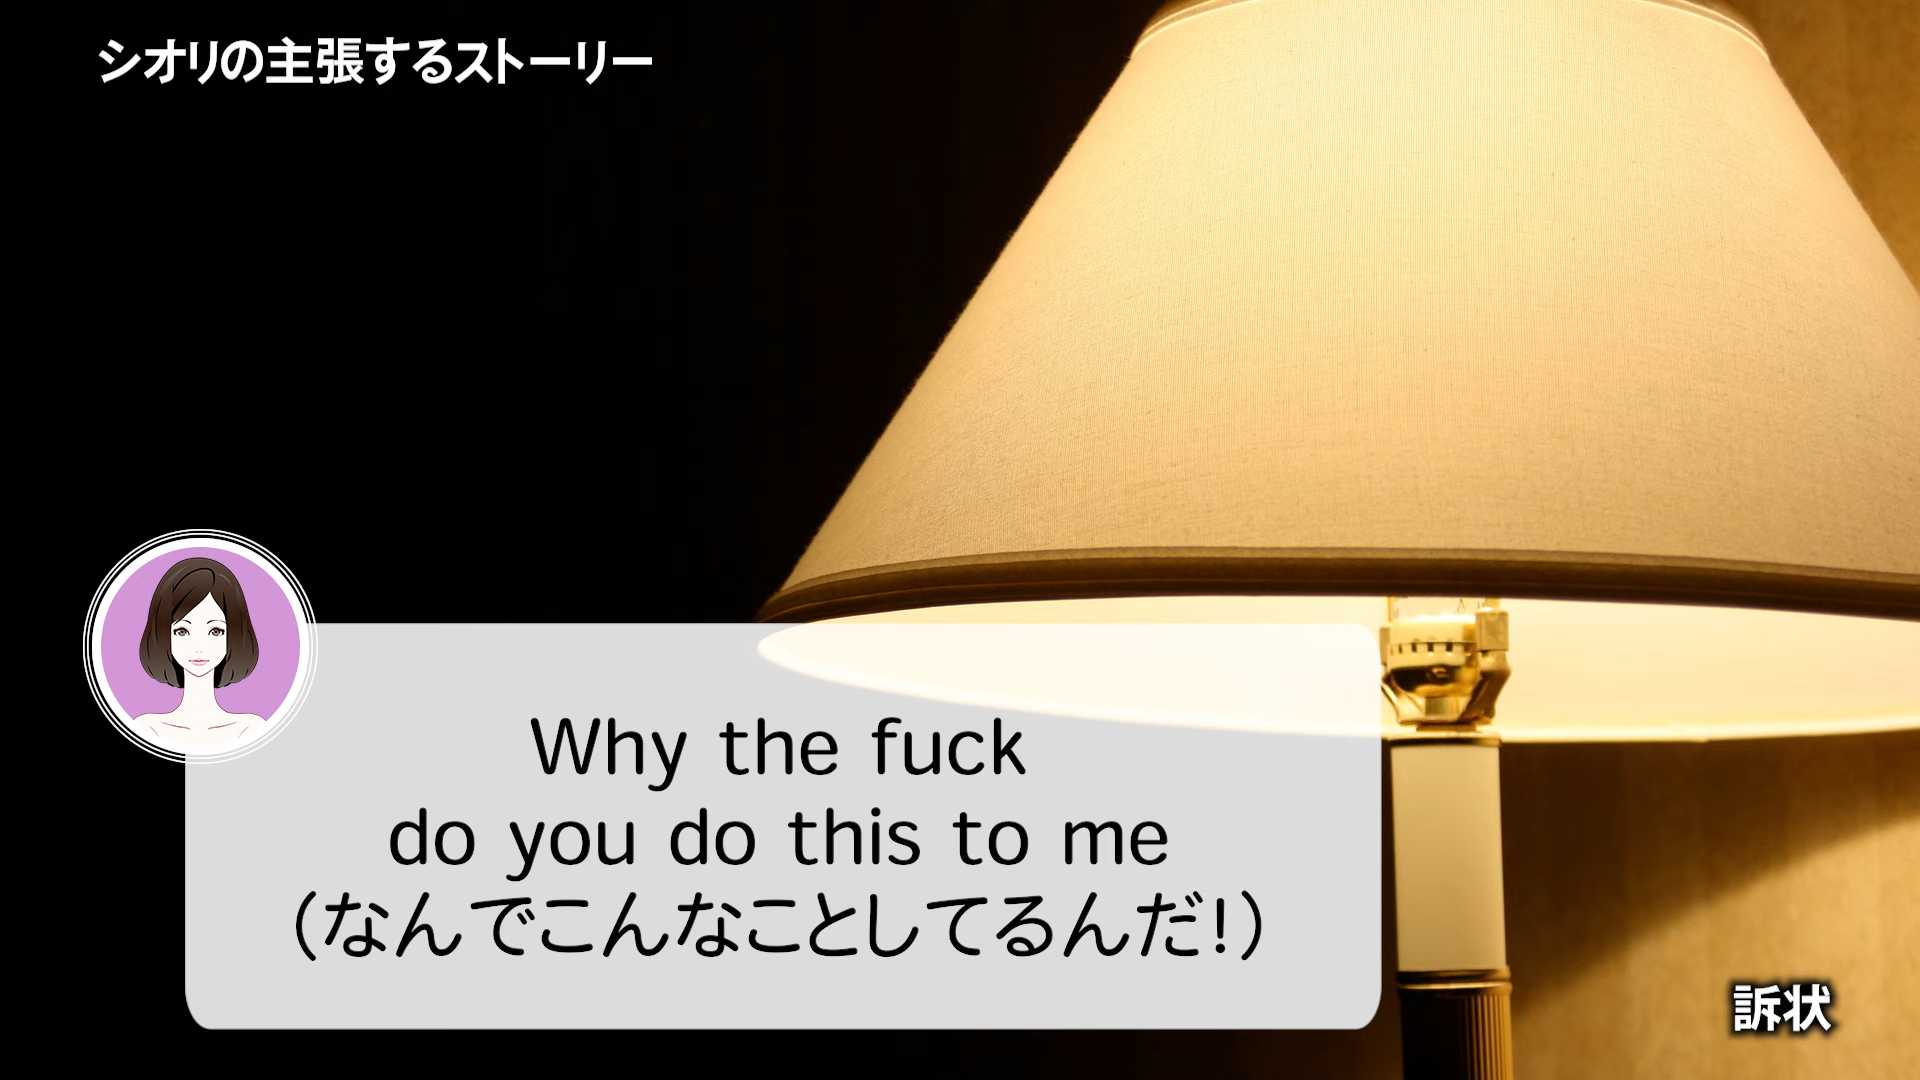 シオリの主張するストーリー
Why the fuck
do you do this to me
（なんでこんなことしてるんだ！）
訴状